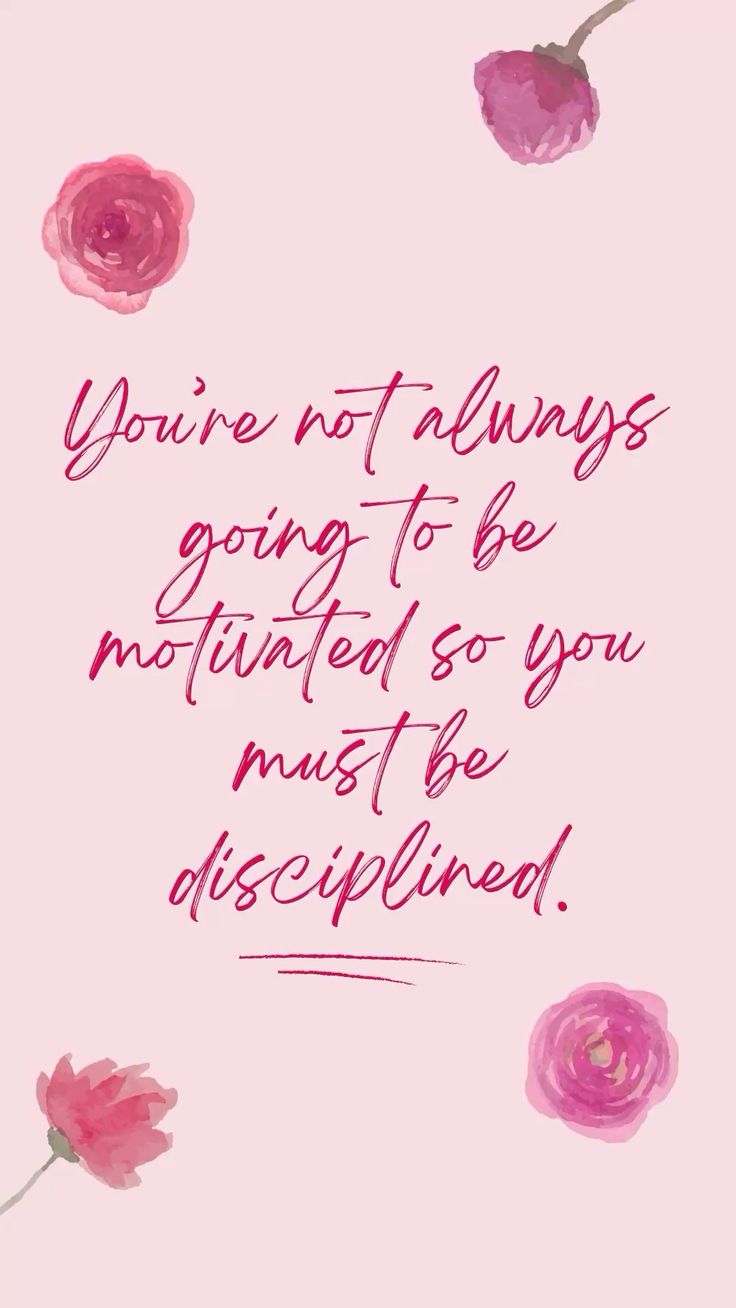 You're not always
going to be
motivated so you
must be
disciplined.